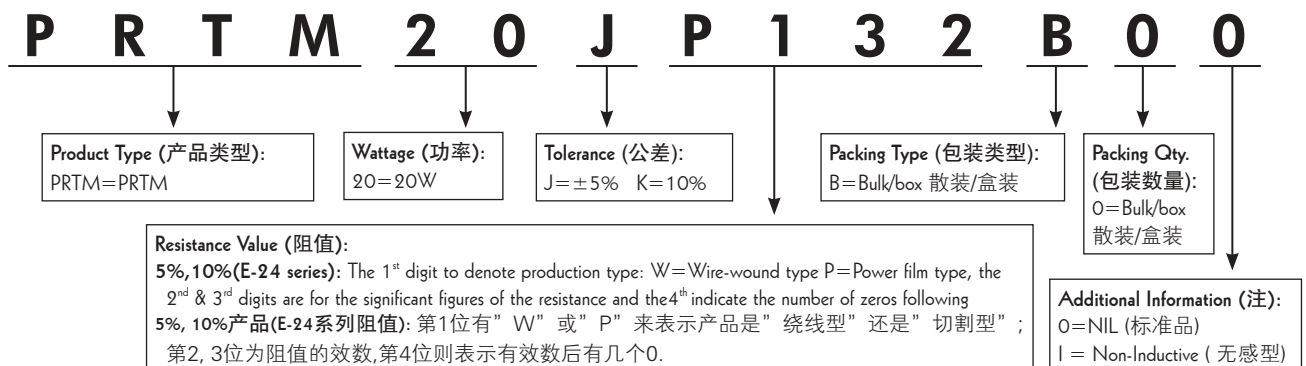 P R T M 2 0 J P 1 3 2 B 0 0
Product Type (产品类型):
PRTM=PRTM
Wattage (功率):
20=20W
Tolerance (公差):
J=±5% K=10%
Packing Type (包装类型):
B=Bulk/box 散装/盒装
Packing Qty.
(包装数量):
0=Bulk/box
散装/盒装
Resistance Value (阻值):
5%,10%(E-24 series): The 1st digit to denote production type: W=Wire-wound type P=Power film type, the
2nd & 3rd digits are for the significant figures of the resistance and the4th indicate the number of zeros following
5%, 10%产品(E-24系列阻值): 第1位有”W”或”P”来表示产品是”绕线型”还是”切割型”;
第2, 3位为阻值的效数,第4位则表示有效数后有几个0.
Additional Information (注):
0=NIL (标准品)
I = Non-Inductive ( 无感型)